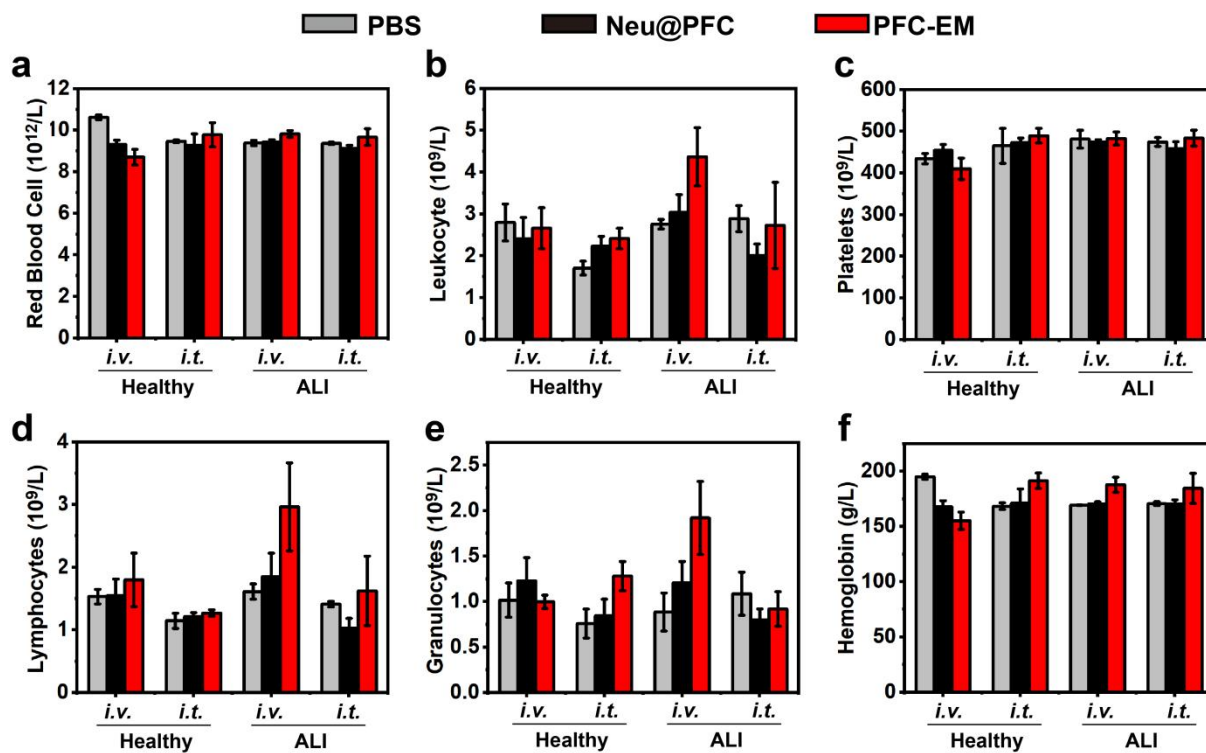 PBS Neu@PFC PFC-EM
a b c
Red Blood Cell (10¹²/L)
12
10
8
6
4
2
0
i.v. i.t. i.v. i.t.
Healthy ALI
Leukocyte (10⁹/L)
6
5
4
3
2
1
0
i.v. i.t. i.v. i.t.
Healthy ALI
Platelets (10⁹/L)
600
500
400
300
200
100
0
i.v. i.t. i.v. i.t.
Healthy ALI
d e f
Lymphocytes (10⁹/L)
4
3
2
1
0
i.v. i.t. i.v. i.t.
Healthy ALI
Granulocytes (10⁹/L)
2.5
2.0
1.5
1.0
0.5
0.0
i.v. i.t. i.v. i.t.
Healthy ALI
Hemoglobin (g/L)
200
150
100
50
0
i.v. i.t. i.v. i.t.
Healthy ALI